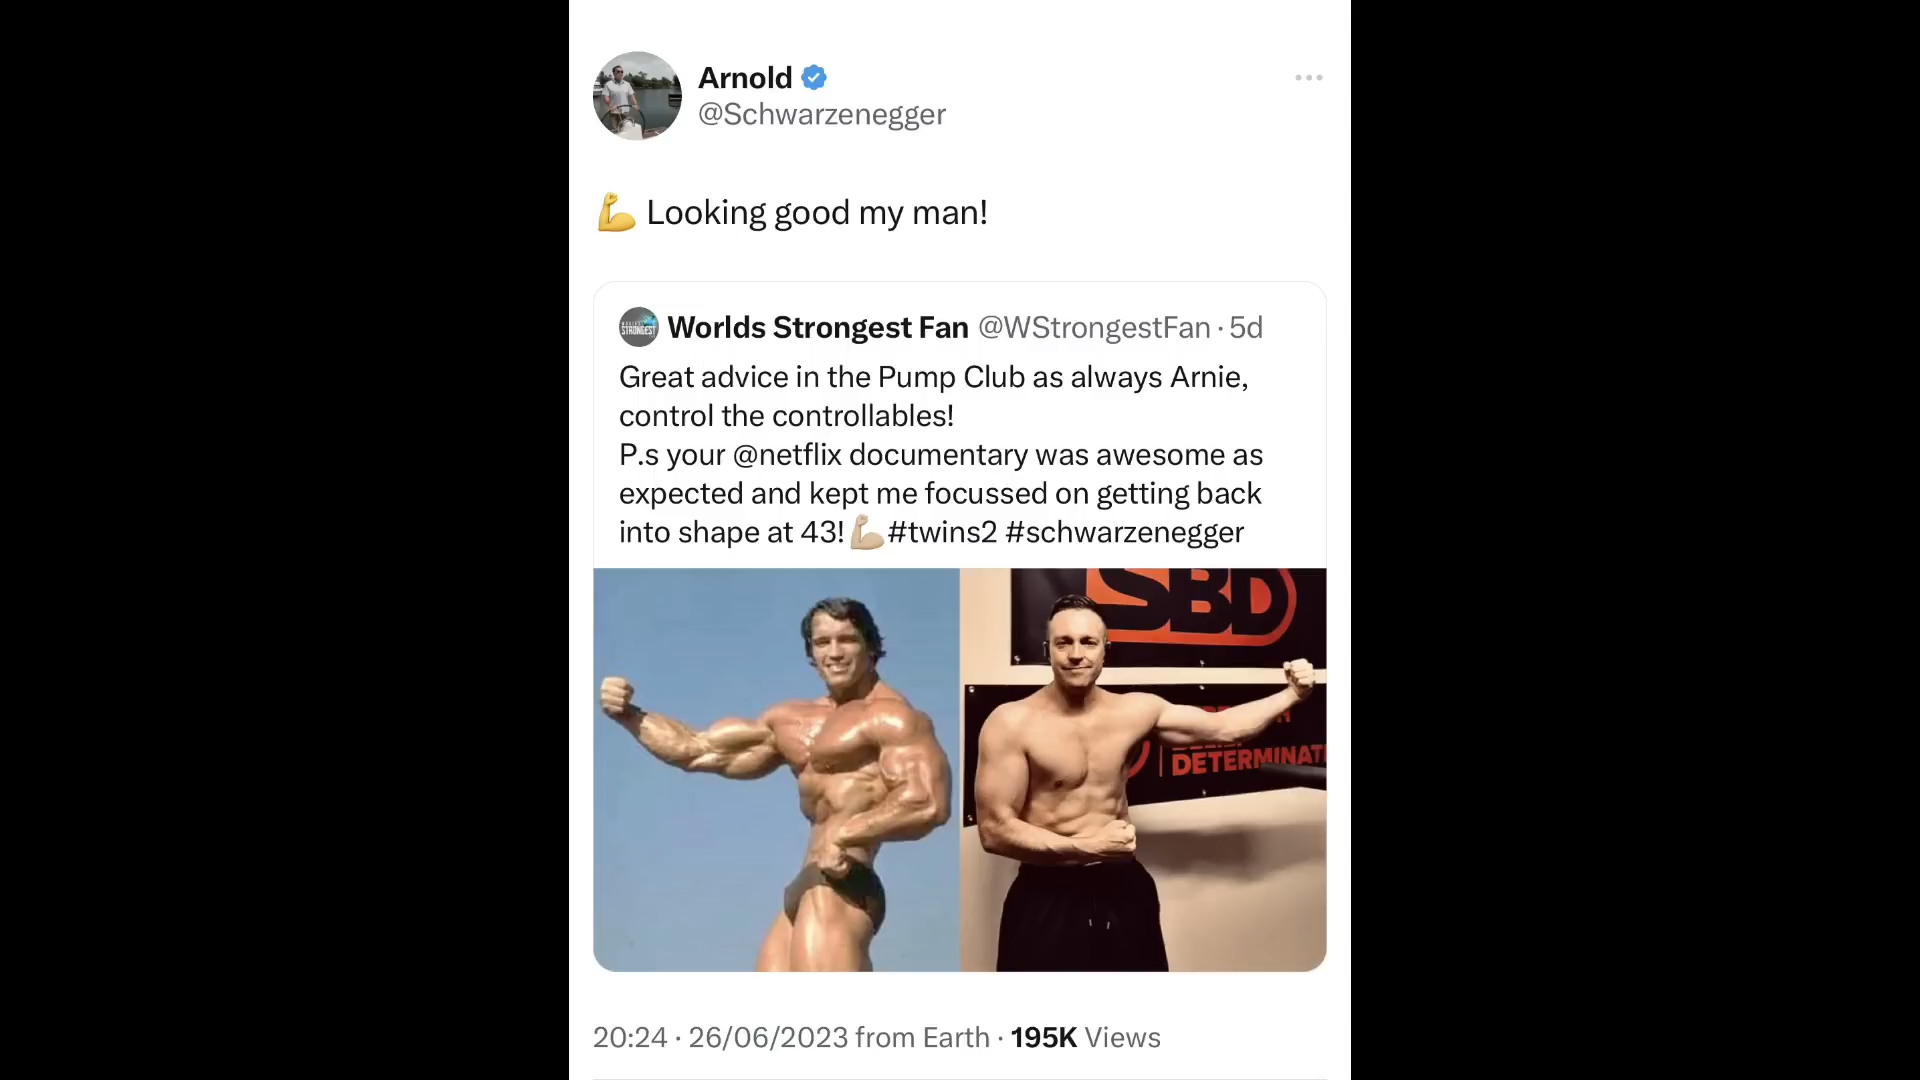 Arnold
@Schwarzenegger
💪 Looking good my man!
Worlds Strongest Fan @WStrongestFan · 5d
Great advice in the Pump Club as always Arnie,
control the controllables!
P.s your @netflix documentary was awesome as
expected and kept me focussed on getting back
into shape at 43!💪🏼#twins2 #schwarzenegger
SBD
DETERMINATI
20:24 · 26/06/2023 from Earth · 195K Views